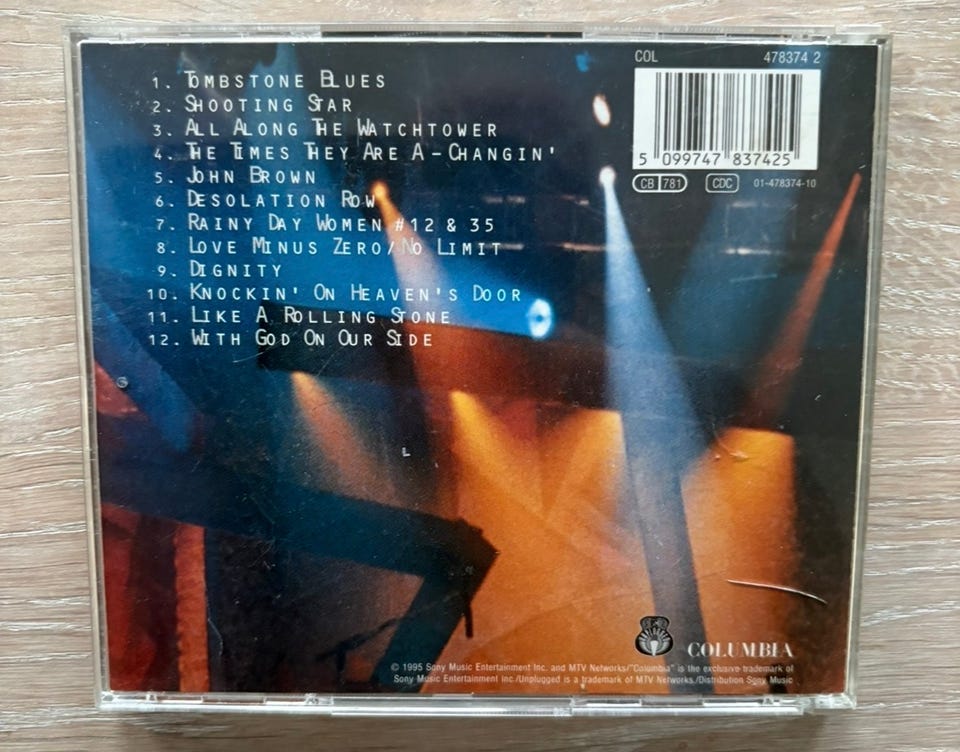 1. TOMBSTONE BLUES
2. SHOOTING STAR
3. ALL ALONG THE WATCHTOWER
4. THE TIMES THEY ARE A-CHANGIN'
5. JOHN BROWN
6. DESOLATION ROW
7. RAINY DAY WOMEN #12 & 35
8. LOVE MINUS ZERO/NO LIMIT
9. DIGNITY
10. KNOCKIN' ON HEAVEN'S DOOR
11. LIKE A ROLLING STONE
12. WITH GOD ON OUR SIDE
COL 478374 2
5 099747 837425
CB 781 CDC 01-478374-10
COLUMBIA
© 1995 Sony Music Entertainment Inc. and MTV Networks/"Columbia" is the exclusive trademark of
Sony Music Entertainment Inc./Unplugged is a trademark of MTV Networks./Distribution Sony Music